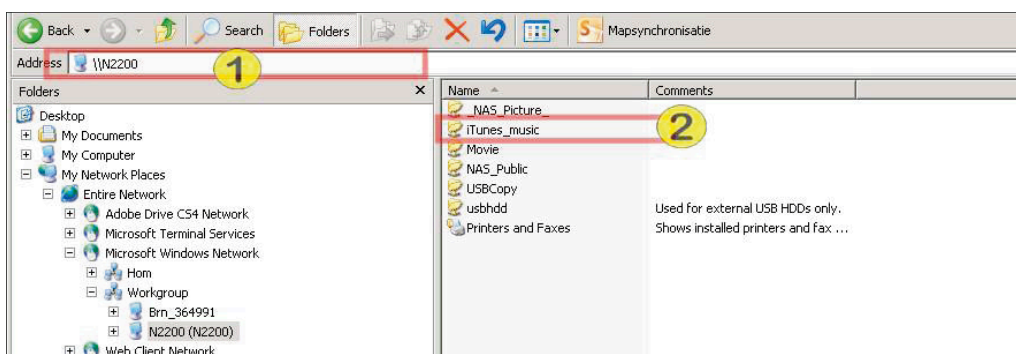 Back Search Folders Mapsynchronisatie
Address \\N2200
1
Folders x
Desktop
My Documents
My Computer
My Network Places
Entire Network
Adobe Drive CS4 Network
Microsoft Terminal Services
Microsoft Windows Network
Hom
Workgroup
Brn_364991
N2200 (N2200)
Web Client Network
Name Comments
_NAS_Picture_
iTunes_music
2
Movie
NAS_Public
USBCopy
usbhdd Used for external USB HDDs only.
Printers and Faxes Shows installed printers and fax ...